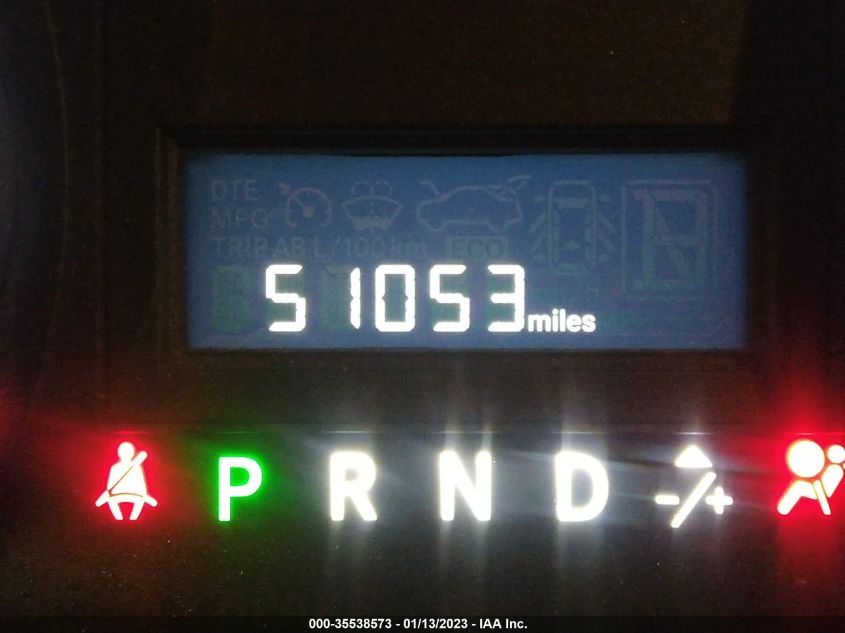 DTE
MPG
TRIP AB L/100km ECO
51053 miles
P R N D -/+
000-35538573 - 01/13/2023 - IAA Inc.